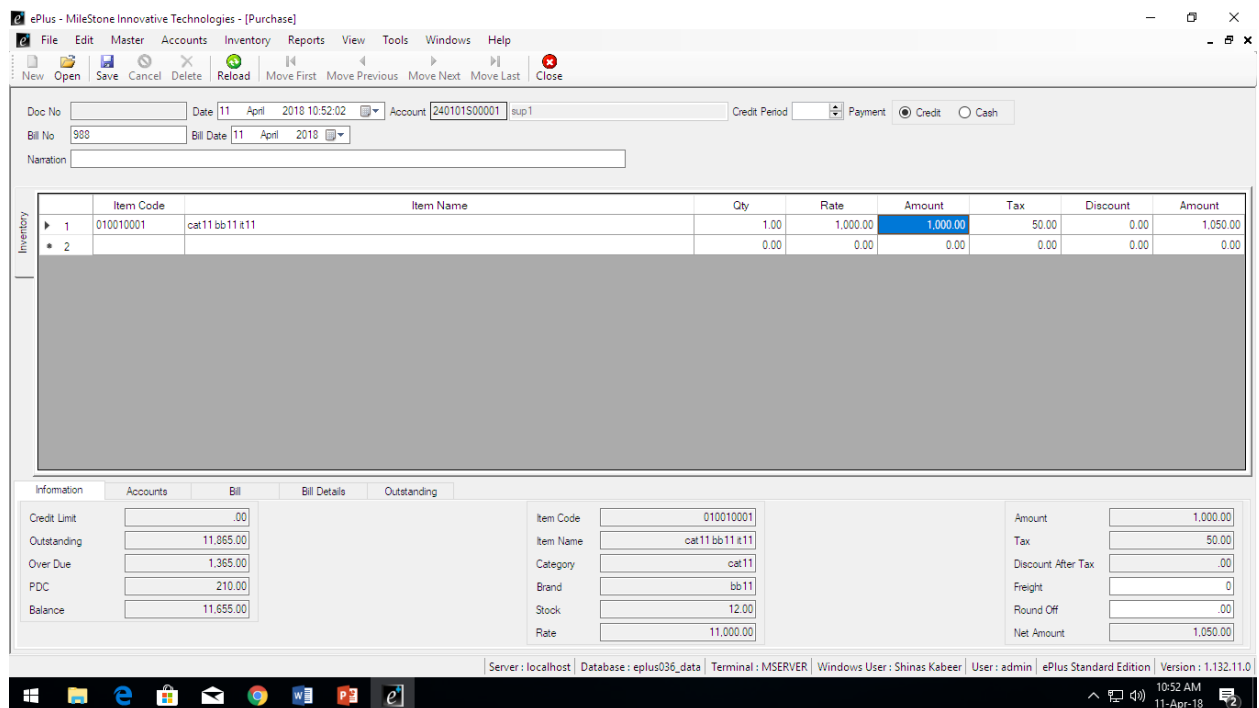 ePlus - MileStone Innovative Technologies - [Purchase]
File Edit Master Accounts Inventory Reports View Tools Windows Help
New Open Save Cancel Delete Reload Move First Move Previous Move Next Move Last Close
Doc No Date 11 April 2018 10:52:02 Account 240101S00001 sup1 Credit Period Payment Credit Cash
Bill No 988 Bill Date 11 April 2018
Narration
Inventory
Item Code Item Name Qty Rate Amount Tax Discount Amount
1 010010001 cat11 bb11 it11 1.00 1,000.00 1,000.00 50.00 0.00 1,050.00
2 0.00 0.00 0.00 0.00 0.00 0.00
Information Accounts Bill Bill Details Outstanding
Credit Limit .00 Item Code 010010001 Amount 1,000.00
Outstanding 11,865.00 Item Name cat11 bb11 it11 Tax 50.00
Over Due 1,365.00 Category cat11 Discount After Tax .00
PDC 210.00 Brand bb11 Freight 0
Balance 11,655.00 Stock 12.00 Round Off .00
Rate 11,000.00 Net Amount 1,050.00
Server : localhost Database : eplus036_data Terminal : MSERVER Windows User : Shinas Kabeer User : admin ePlus Standard Edition Version : 1.132.11.0
10:52 AM
11-Apr-18
2